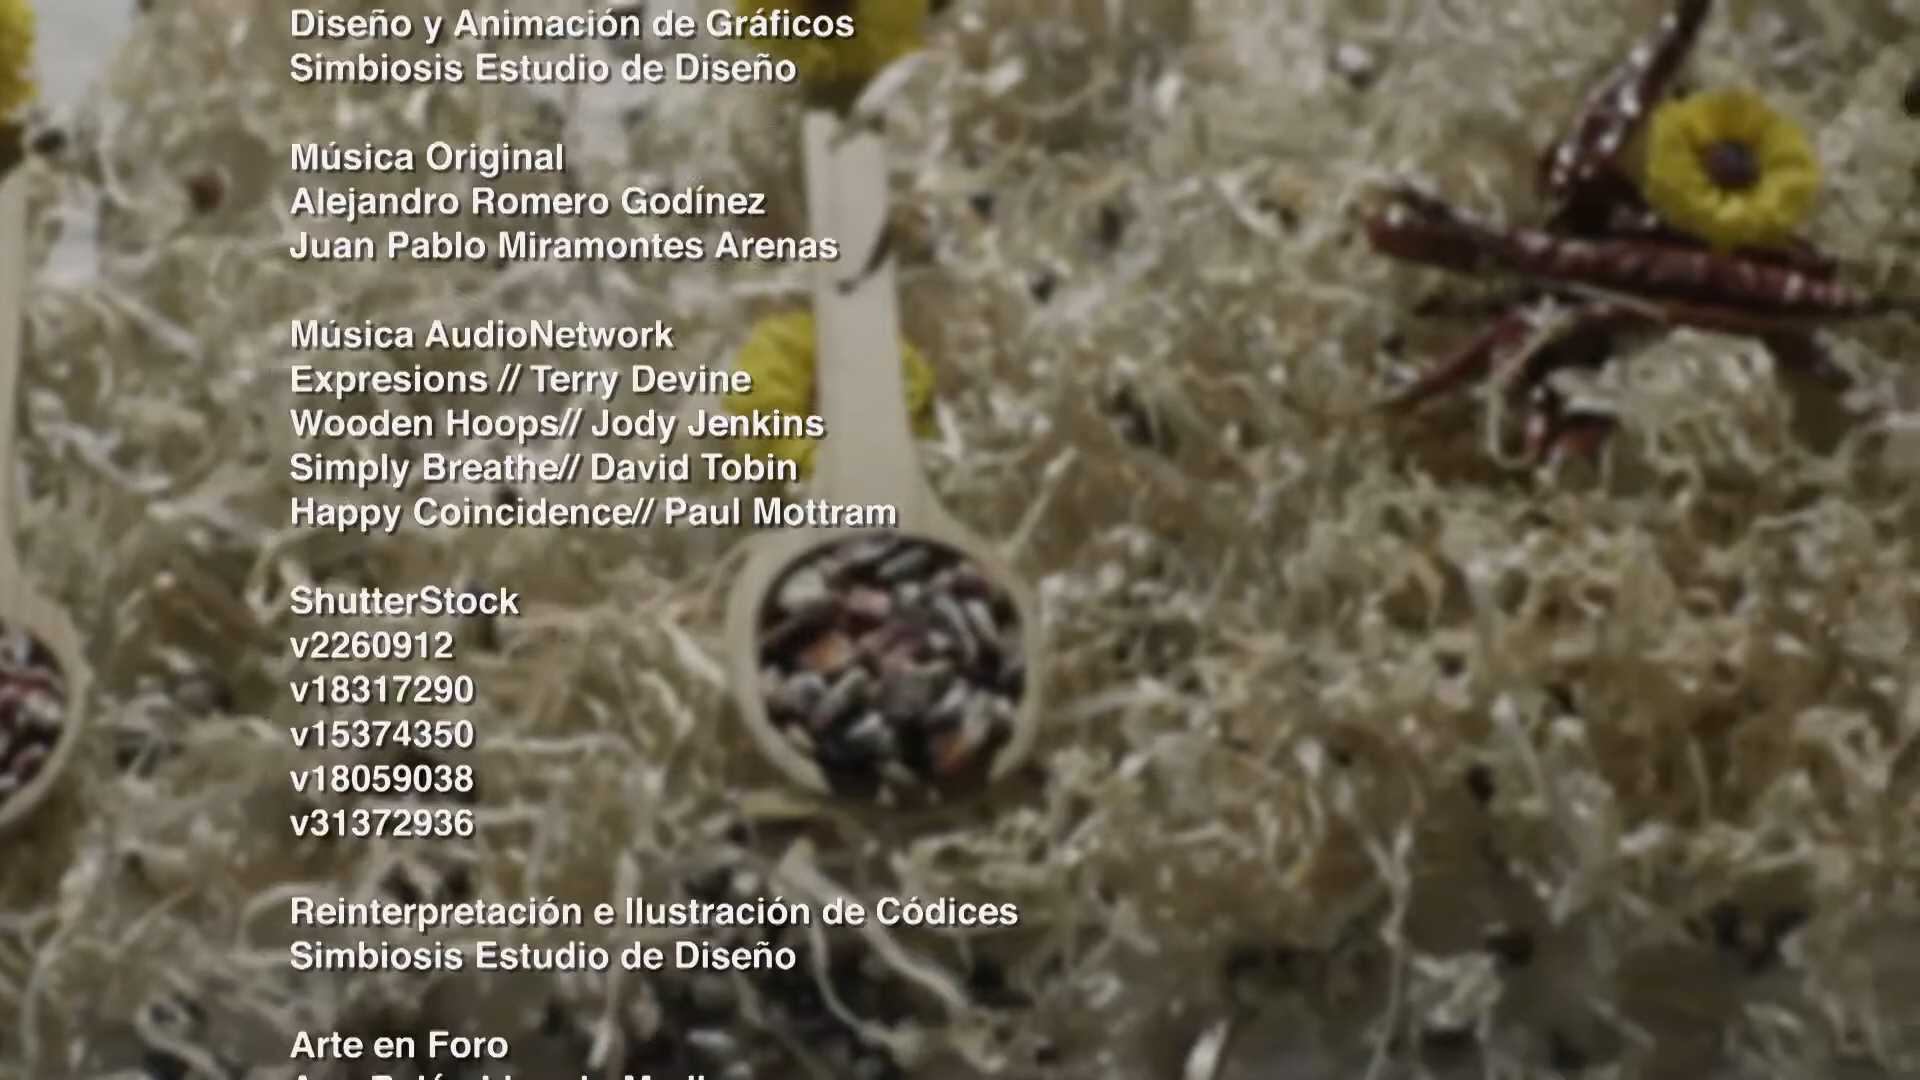 Diseño y Animación de Gráficos
Simbiosis Estudio de Diseño
Música Original
Alejandro Romero Godínez
Juan Pablo Miramontes Arenas
Música AudioNetwork
Expresions // Terry Devine
Wooden Hoops// Jody Jenkins
Simply Breathe// David Tobin
Happy Coincidence// Paul Mottram
ShutterStock
v2260912
v18317290
v15374350
v18059038
v31372936
Reinterpretación e Ilustración de Códices
Simbiosis Estudio de Diseño
Arte en Foro